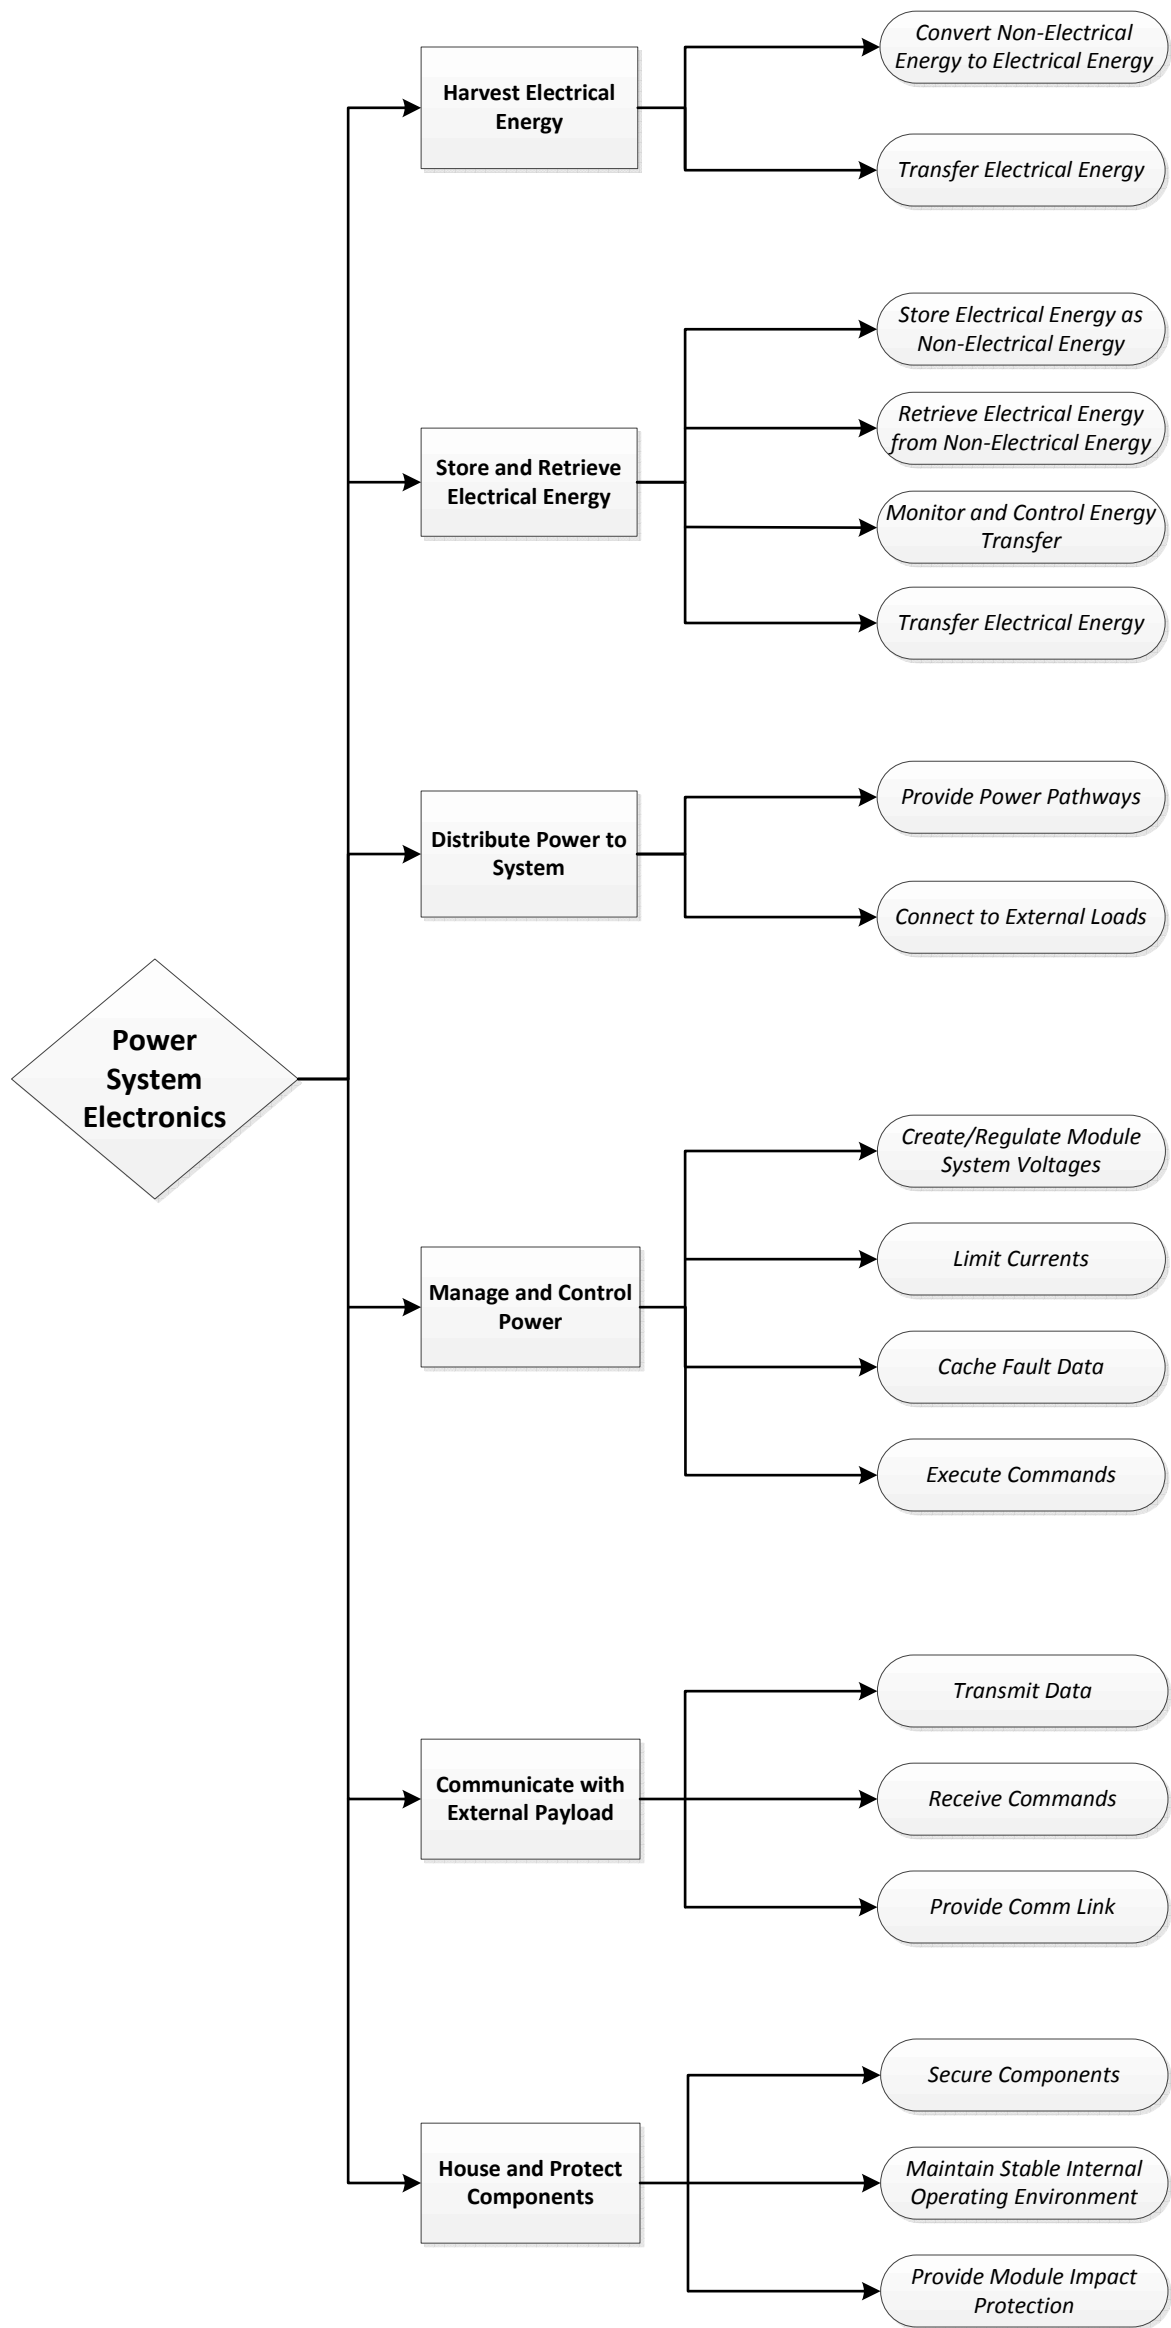 Convert Non-Electrical
Energy to Electrical Energy
Harvest Electrical
Energy
Transfer Electrical Energy
Store Electrical Energy as
Non-Electrical Energy
Retrieve Electrical Energy
from Non-Electrical Energy
Store and Retrieve
Electrical Energy
Monitor and Control Energy
Transfer
Transfer Electrical Energy
Provide Power Pathways
Distribute Power to
System
Connect to External Loads
Power
System
Electronics
Create/Regulate Module
System Voltages
Limit Currents
Manage and Control
Power
Cache Fault Data
Execute Commands
Transmit Data
Communicate with
External Payload
Receive Commands
Provide Comm Link
Secure Components
House and Protect
Components
Maintain Stable Internal
Operating Environment
Provide Module Impact
Protection